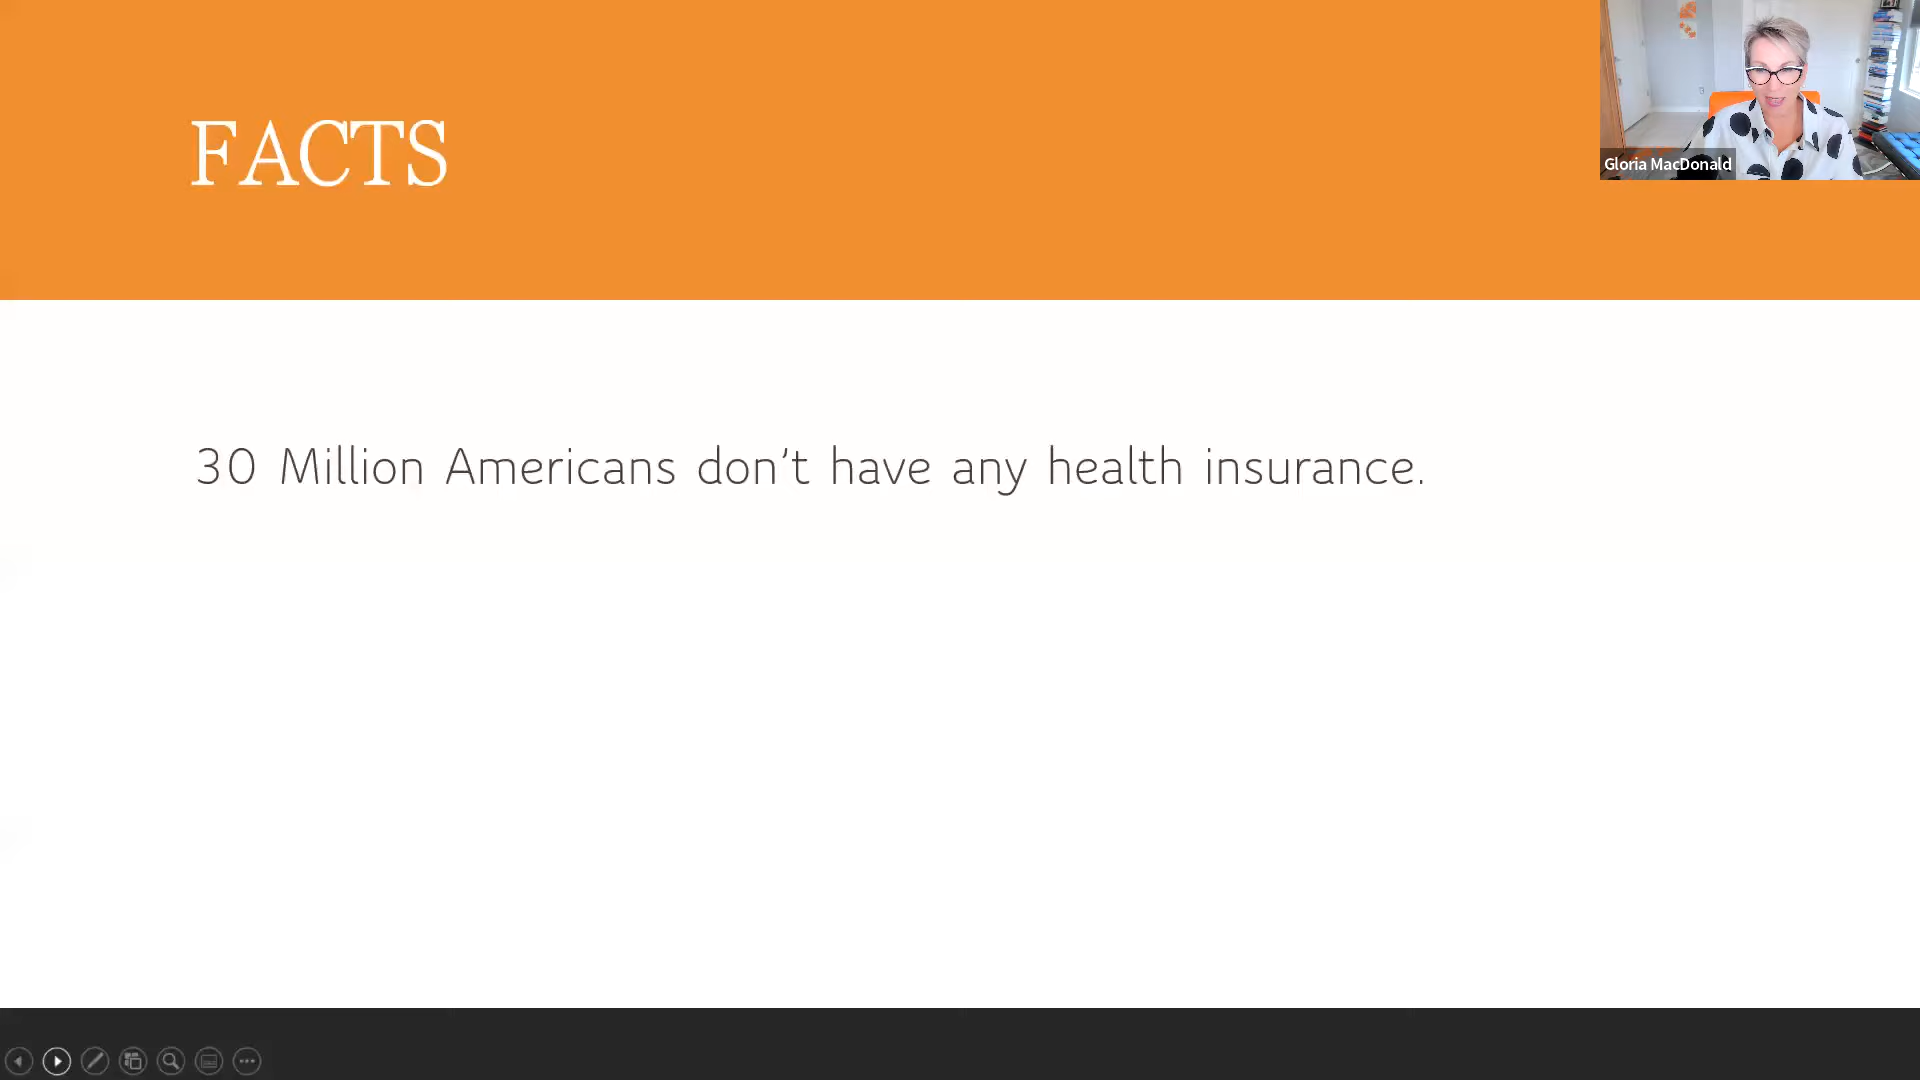 FACTS
Gloria MacDonald
30 Million Americans don’t have any health insurance.